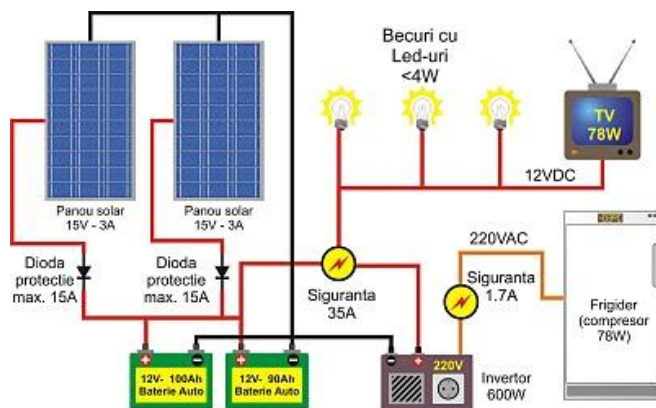 Becuri cu
Led-uri
<4W
TV
78W
12VDC
Panou solar
15V - 3A
Panou solar
15V - 3A
220VAC
Dioda
protectie
max. 15A
Dioda
protectie
max. 15A
Siguranta
35A
Siguranta
1.7A
Frigider
(compresor
78W)
12V- 100Ah
Baterie Auto
12V- 90Ah
Baterie Auto
220V
Invertor
600W